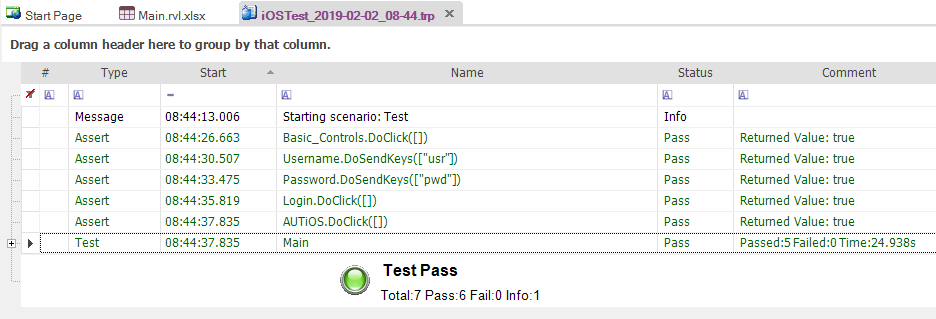 Start Page Main.rvl.xlsx iOSTest_2019-02-02_08-44.trp
Drag a column header here to group by that column.
# Type Start Name Status Comment
A A = A A A
Message 08:44:13.006 Starting scenario: Test Info
Assert 08:44:26.663 Basic_Controls.DoClick([]) Pass Returned Value: true
Assert 08:44:30.507 Username.DoSendKeys(["usr"]) Pass Returned Value: true
Assert 08:44:33.475 Password.DoSendKeys(["pwd"]) Pass Returned Value: true
Assert 08:44:35.819 Login.DoClick([]) Pass Returned Value: true
Assert 08:44:37.835 AUTiOS.DoClick([]) Pass Returned Value: true
Test 08:44:37.835 Main Pass Passed:5 Failed:0 Time:24.938s
Test Pass
Total:7 Pass:6 Fail:0 Info:1